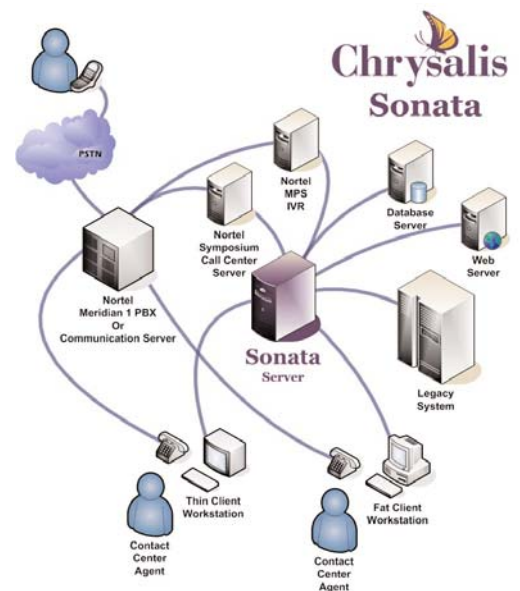 Chrysalis
Sonata
PSTN
Nortel
MPS
IVR
Nortel
Symposium
Call Center
Server
Database
Server
Web
Server
Nortel
Meridian 1 PBX
Or
Communication Server
Sonata
Server
Legacy
System
Thin Client
Workstation
Fat Client
Workstation
Contact
Center
Agent
Contact
Center
Agent